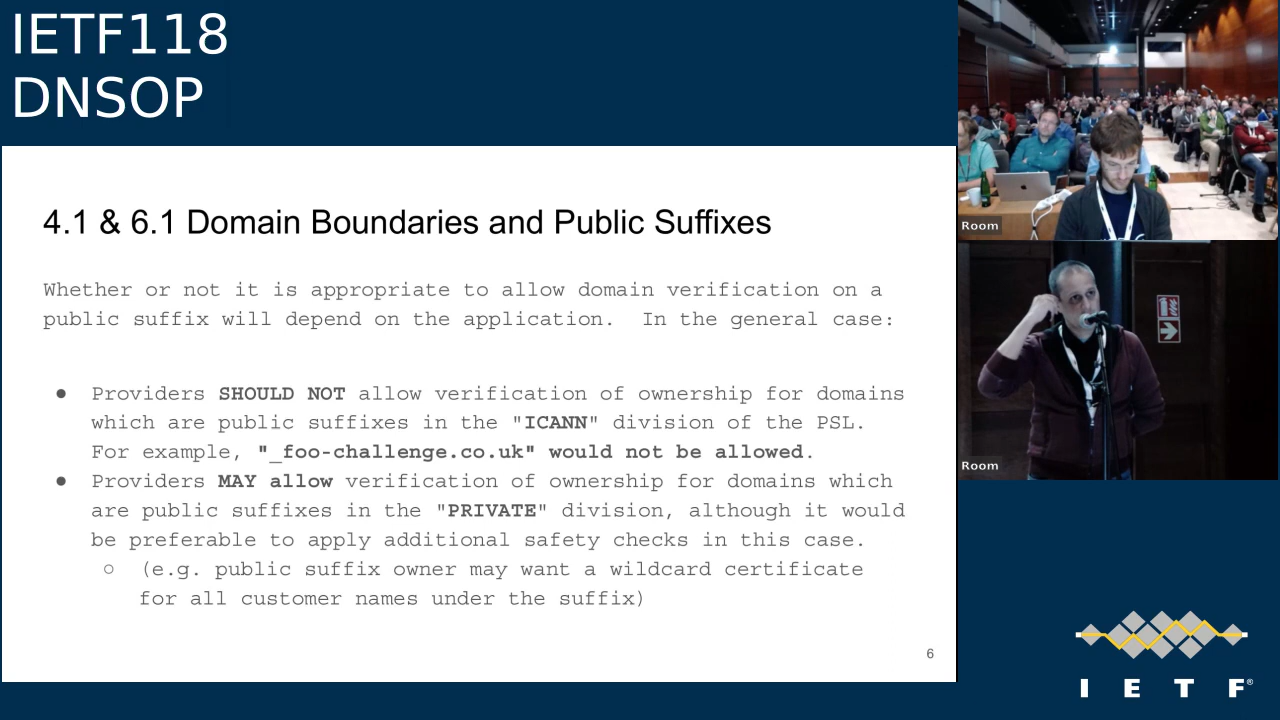 IETF118
DNSOP
4.1 & 6.1 Domain Boundaries and Public Suffixes
Whether or not it is appropriate to allow domain verification on a
public suffix will depend on the application.  In the general case:
● Providers SHOULD NOT allow verification of ownership for domains
which are public suffixes in the "ICANN" division of the PSL.
For example, "_foo-challenge.co.uk" would not be allowed.
● Providers MAY allow verification of ownership for domains which
are public suffixes in the "PRIVATE" division, although it would
be preferable to apply additional safety checks in this case.
○ (e.g. public suffix owner may want a wildcard certificate
for all customer names under the suffix)
6
Room
Room
I E T F®